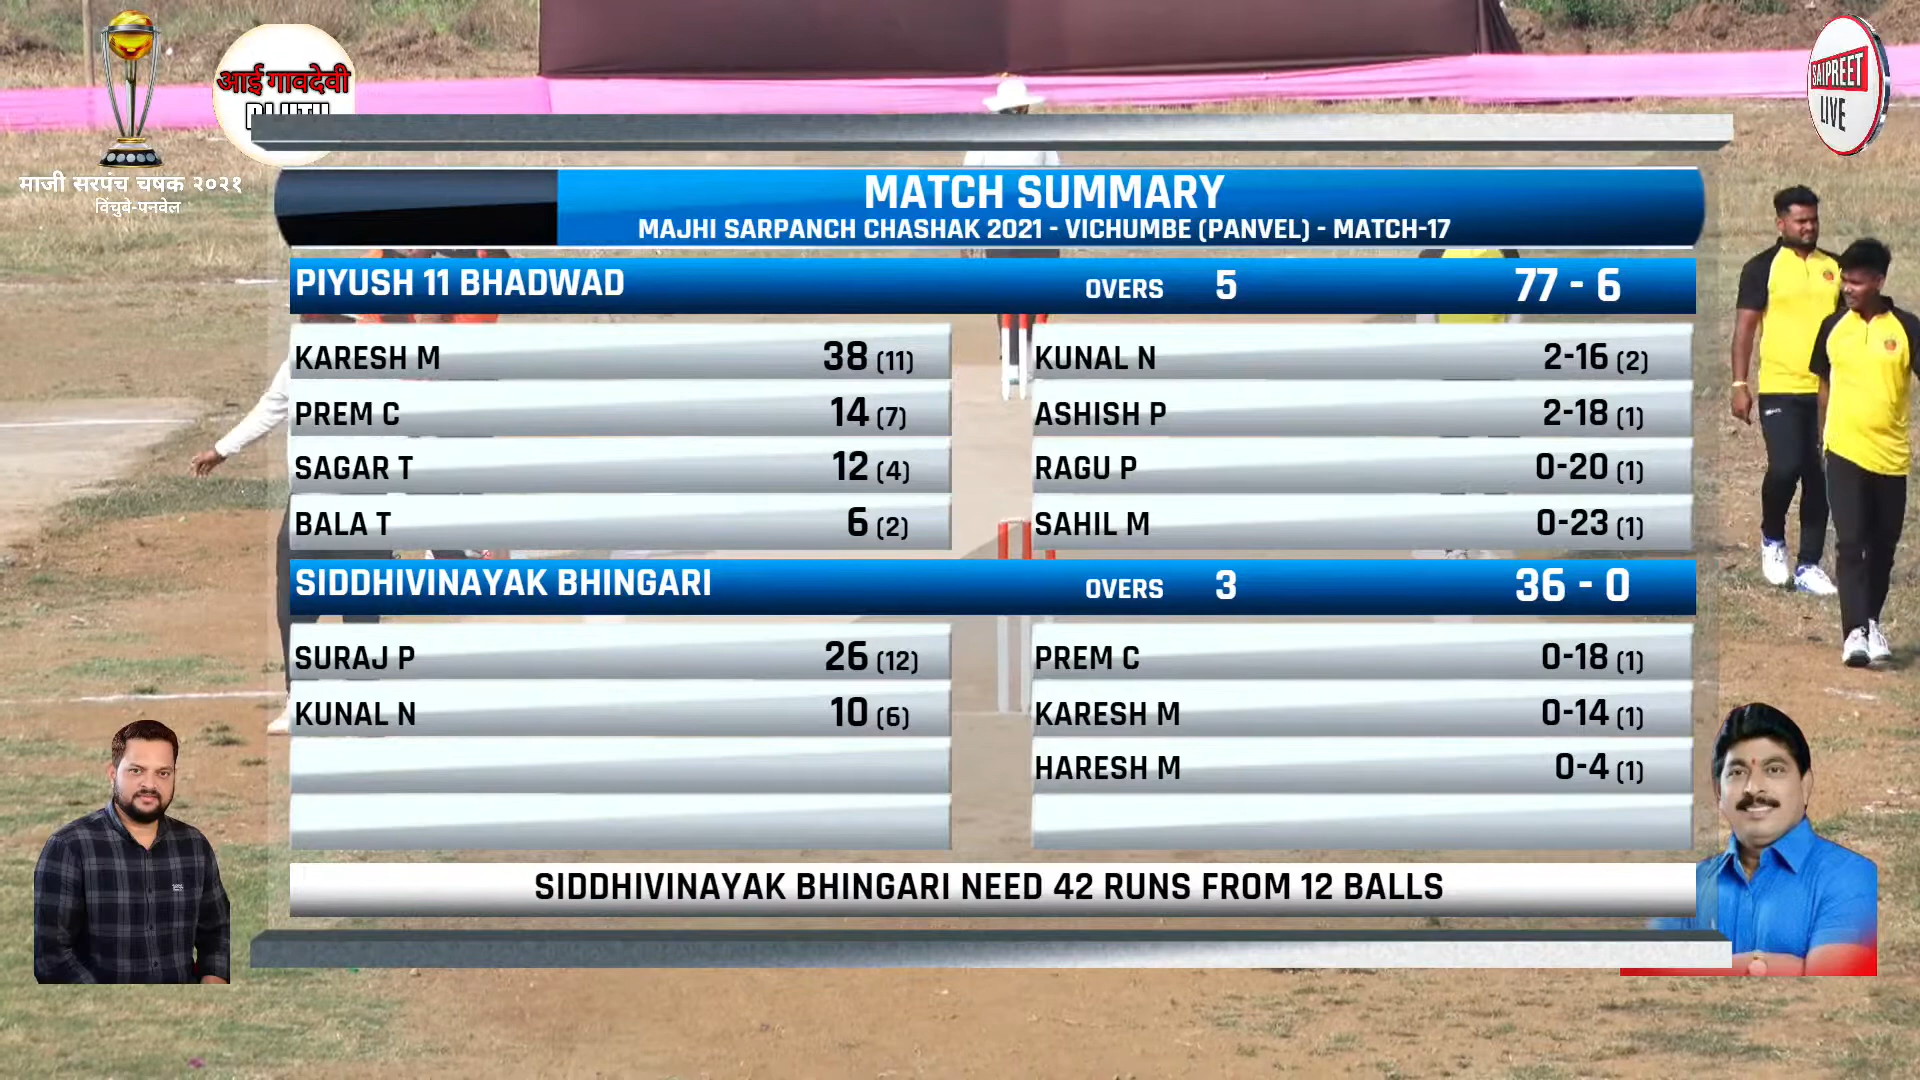 आई गावदेवी
माजी सरपंच चषक २०२१
विंचुबे-पनवेल
SAIPREET
LIVE
MATCH SUMMARY
MAJHI SARPANCH CHASHAK 2021 - VICHUMBE (PANVEL) - MATCH-17
PIYUSH 11 BHADWAD OVERS 5 77 - 6
KARESH M 38 (11) KUNAL N 2-16 (2)
PREM C 14 (7) ASHISH P 2-18 (1)
SAGAR T 12 (4) RAGU P 0-20 (1)
BALA T 6 (2) SAHIL M 0-23 (1)
SIDDHIVINAYAK BHINGARI OVERS 3 36 - 0
SURAJ P 26 (12) PREM C 0-18 (1)
KUNAL N 10 (6) KARESH M 0-14 (1)
HARESH M 0-4 (1)
SIDDHIVINAYAK BHINGARI NEED 42 RUNS FROM 12 BALLS